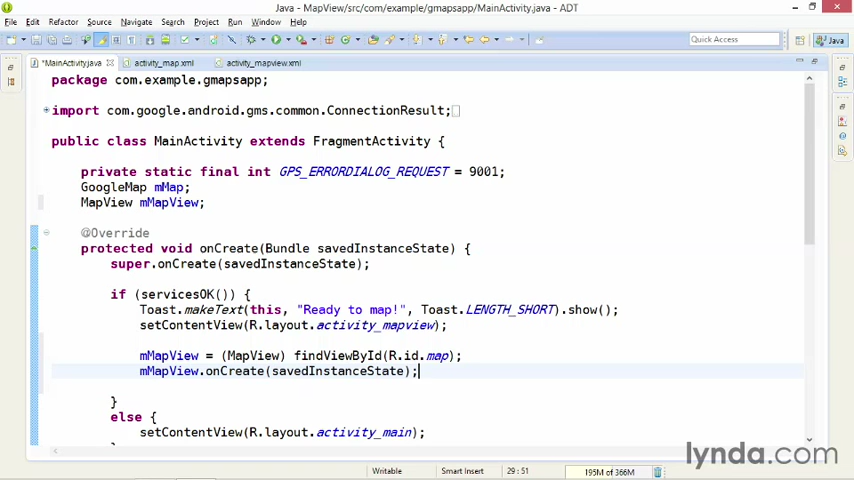 Java - MapView/src/com/example/gmapsapp/MainActivity.java - ADT
File Edit Refactor Source Navigate Search Project Run Window Help
Quick Access
Java
*MainActivity.java activity_map.xml activity_mapview.xml
package com.example.gmapsapp;
import com.google.android.gms.common.ConnectionResult;
public class MainActivity extends FragmentActivity {
private static final int GPS_ERRORDIALOG_REQUEST = 9001;
GoogleMap mMap;
MapView mMapView;
@Override
protected void onCreate(Bundle savedInstanceState) {
super.onCreate(savedInstanceState);
if (servicesOK()) {
Toast.makeText(this, "Ready to map!", Toast.LENGTH_SHORT).show();
setContentView(R.layout.activity_mapview);
mMapView = (MapView) findViewById(R.id.map);
mMapView.onCreate(savedInstanceState);
}
else {
setContentView(R.layout.activity_main);
Writable Smart Insert 29 : 51 195M of 366M
lynda.com